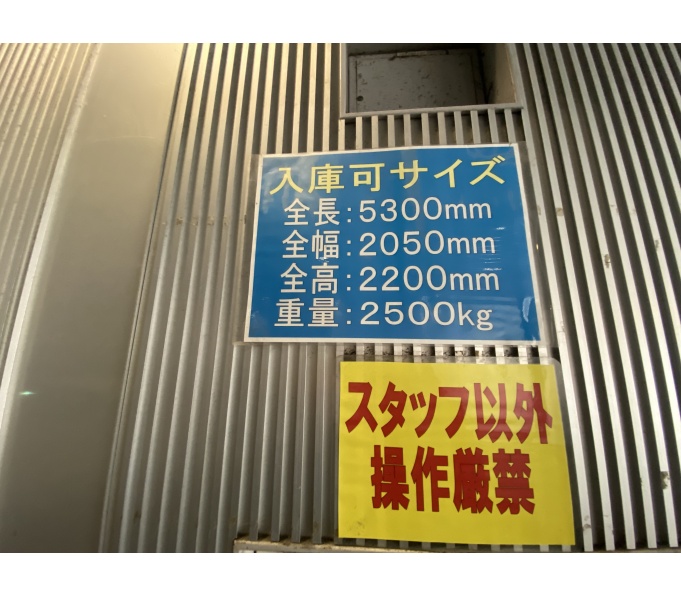 入庫可サイズ
全長:5300mm
全幅:2050mm
全高:2200mm
重量:2500kg
スタッフ以外
操作厳禁